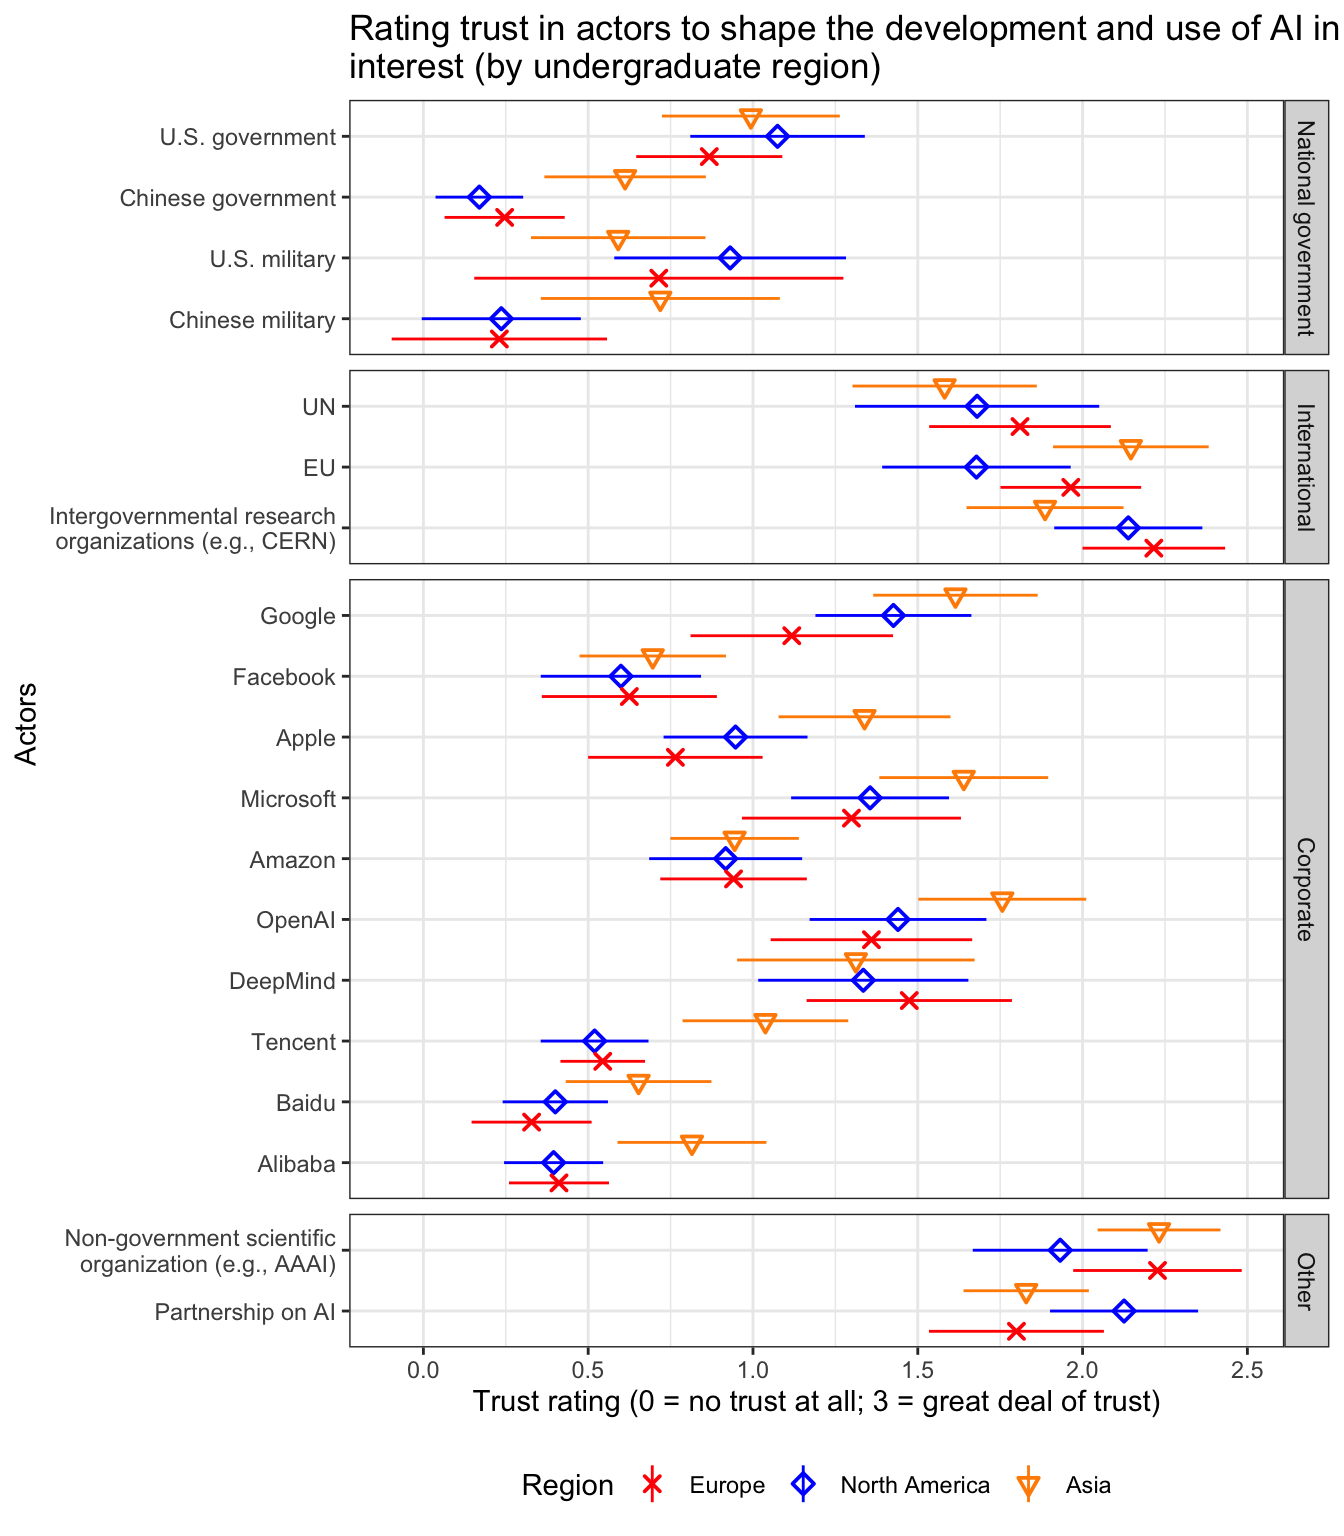 Rating trust in actors to shape the development and use of AI in
interest (by undergraduate region)
U.S. government
Chinese government
U.S. military
Chinese military
National government
UN
EU
Intergovernmental research
organizations (e.g., CERN)
International
Actors
Google
Facebook
Apple
Microsoft
Amazon
OpenAI
DeepMind
Tencent
Baidu
Alibaba
Corporate
Non-government scientific
organization (e.g., AAAI)
Partnership on AI
Other
0.0 0.5 1.0 1.5 2.0 2.5
Trust rating (0 = no trust at all; 3 = great deal of trust)
Region Europe North America Asia